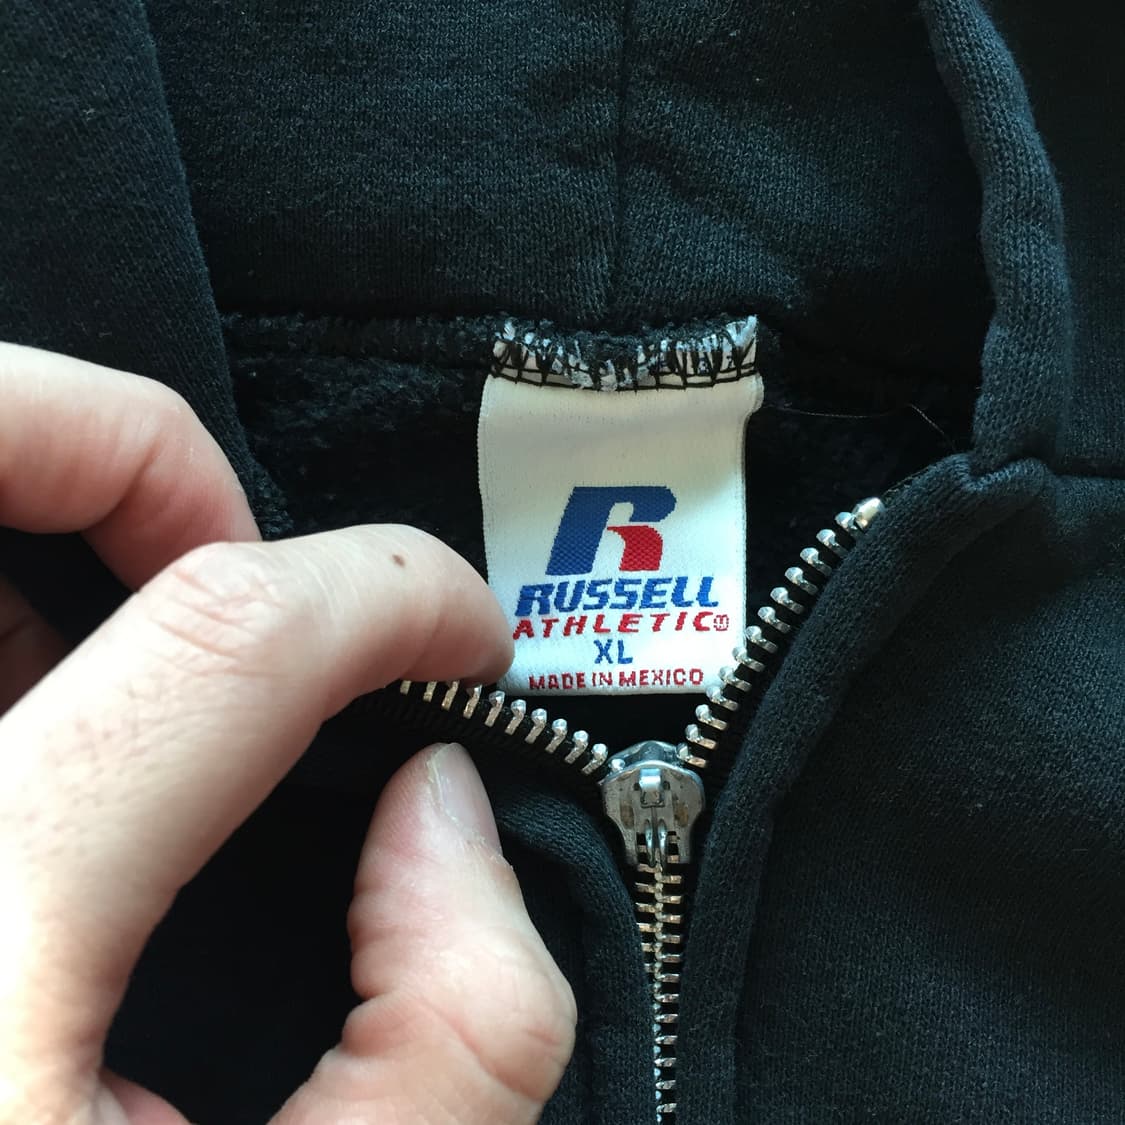 R
RUSSELL
ATHLETIC®
XL
MADE IN MEXICO